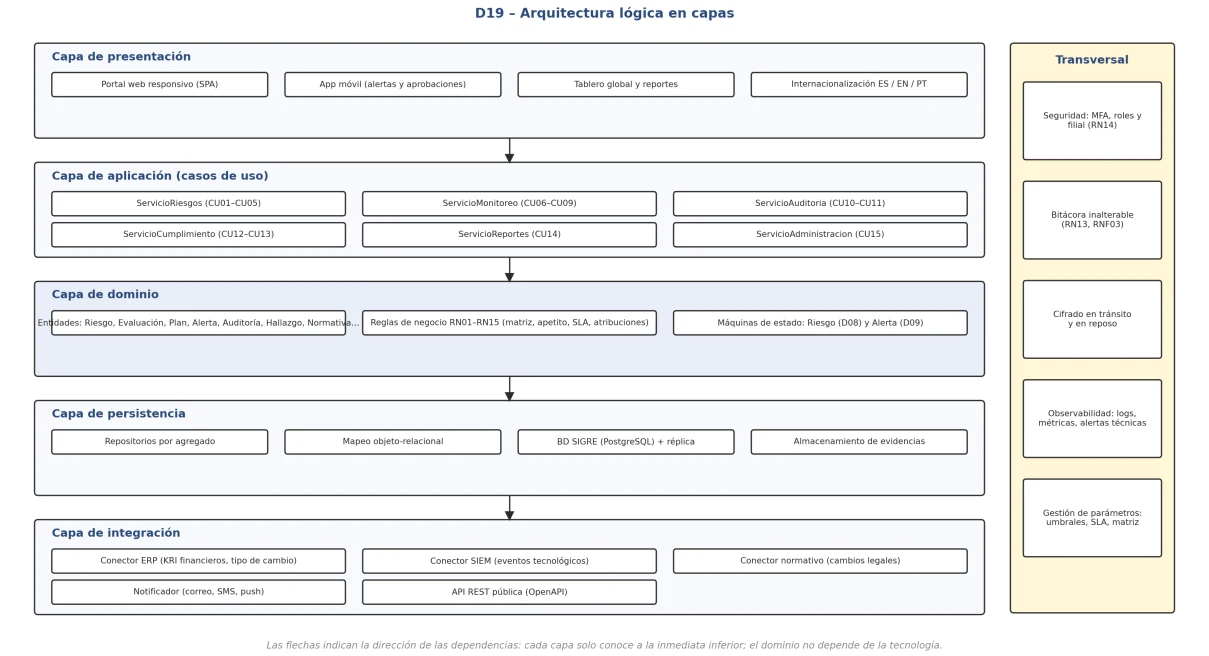 D19 – Arquitectura lógica en capas
Capa de presentación
Portal web responsivo (SPA)
App móvil (alertas y aprobaciones)
Tablero global y reportes
Internacionalización ES / EN / PT
Capa de aplicación (casos de uso)
ServicioRiesgos (CU01–CU05)
ServicioMonitoreo (CU06–CU09)
ServicioAuditoria (CU10–CU11)
ServicioCumplimiento (CU12–CU13)
ServicioReportes (CU14)
ServicioAdministracion (CU15)
Capa de dominio
Entidades: Riesgo, Evaluación, Plan, Alerta, Auditoría, Hallazgo, Normativa...
Reglas de negocio RN01–RN15 (matriz, apetito, SLA, atribuciones)
Máquinas de estado: Riesgo (D08) y Alerta (D09)
Capa de persistencia
Repositorios por agregado
Mapeo objeto-relacional
BD SIGRE (PostgreSQL) + réplica
Almacenamiento de evidencias
Capa de integración
Conector ERP (KRI financieros, tipo de cambio)
Conector SIEM (eventos tecnológicos)
Conector normativo (cambios legales)
Notificador (correo, SMS, push)
API REST pública (OpenAPI)
Transversal
Seguridad: MFA, roles y
filial (RN14)
Bitácora inalterable
(RN13, RNF03)
Cifrado en tránsito
y en reposo
Observabilidad: logs,
métricas, alertas técnicas
Gestión de parámetros:
umbrales, SLA, matriz
Las flechas indican la dirección de las dependencias: cada capa solo conoce a la inmediata inferior; el dominio no depende de la tecnología.